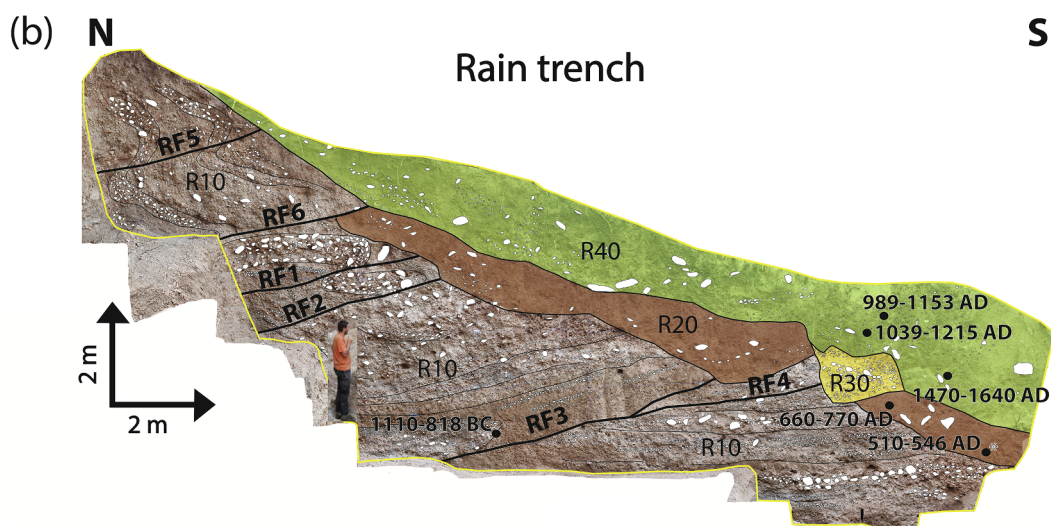 (b) N S
Rain trench
RF5
R10
RF6
R40
RF1
989-1153 AD
RF2
R20
1039-1215 AD
2 m
R10
RF4
R30
1470-1640 AD
2 m
1110-818 BC
RF3
660-770 AD
R10
510-546 AD